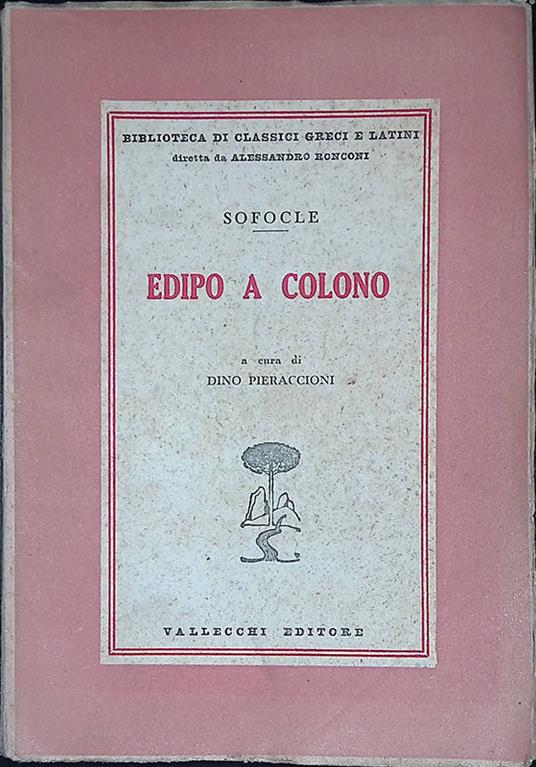 BIBLIOTECA DI CLASSICI GRECI E LATINI
diretta da ALESSANDRO RONCONI
SOFOCLE
EDIPO A COLONO
a cura di
DINO PIERACCIONI
VALLECCHI EDITORE